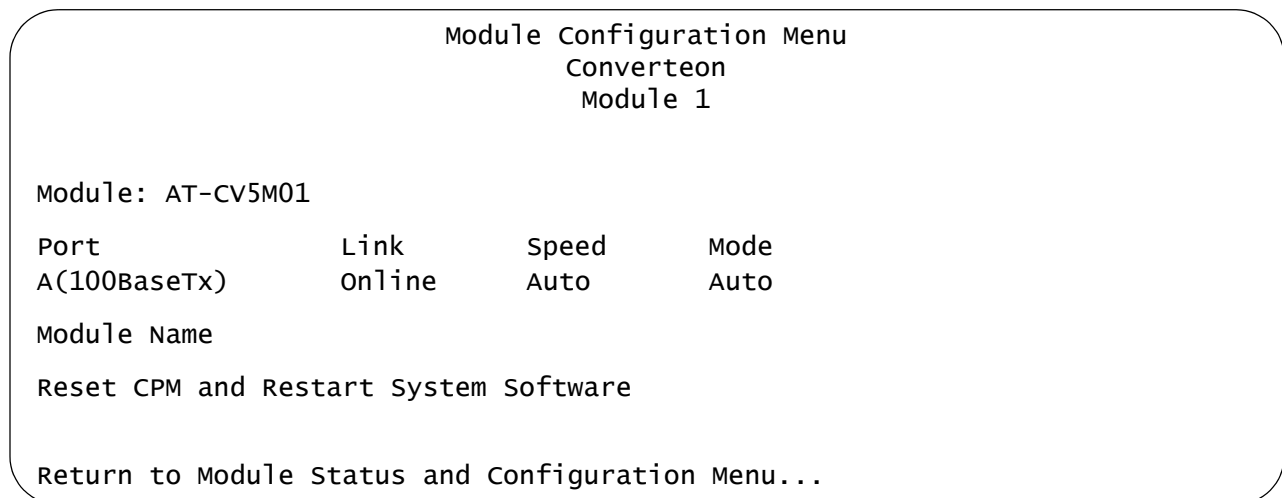 Module Configuration Menu
Converteon
Module 1
Module: AT-CV5M01
Port Link Speed Mode
A(100BaseTx) Online Auto Auto
Module Name
Reset CPM and Restart System Software
Return to Module Status and Configuration Menu...